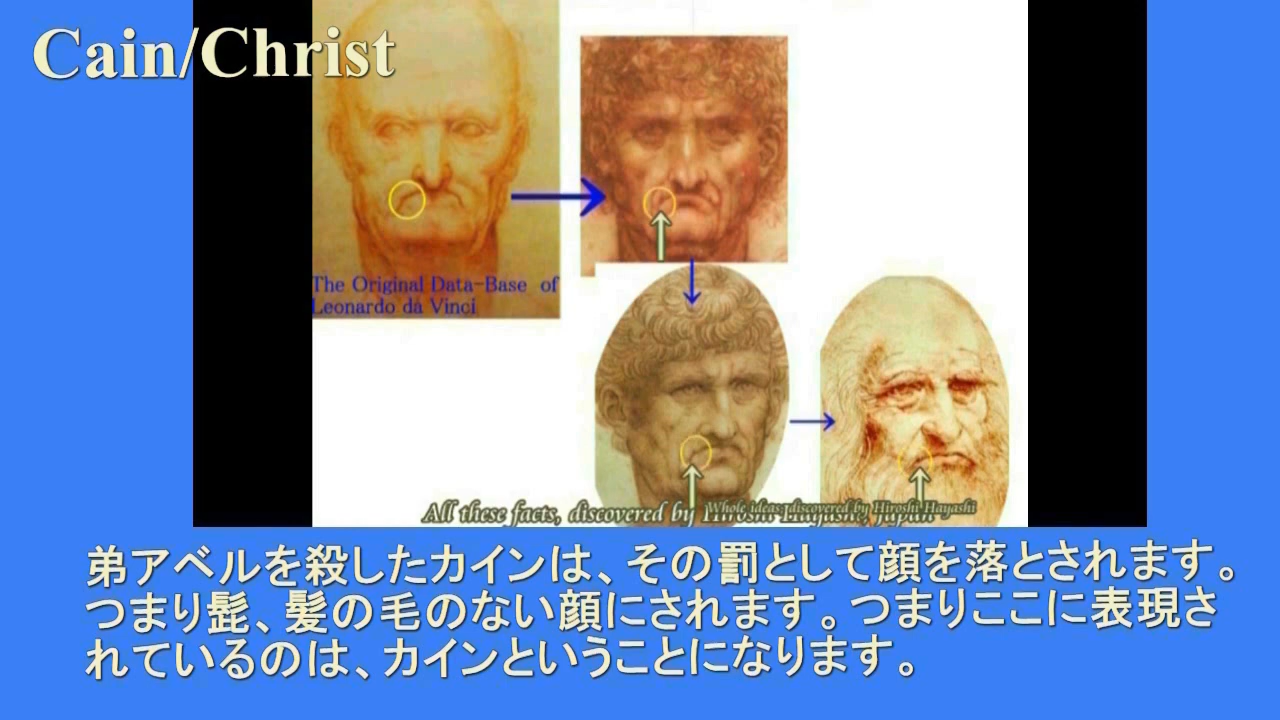 Cain/Christ
The Original Data-Base of
Leonardo da Vinci
All these facts, discovered by Hiroshi Hayashi, Japan
Whole ideas discovered by Hiroshi Hayashi
弟アベルを殺したカインは、その罰として顔を落とされます。
つまり髭、髪の毛のない顔にされます。つまりここに表現さ
れているのは、カインということになります。